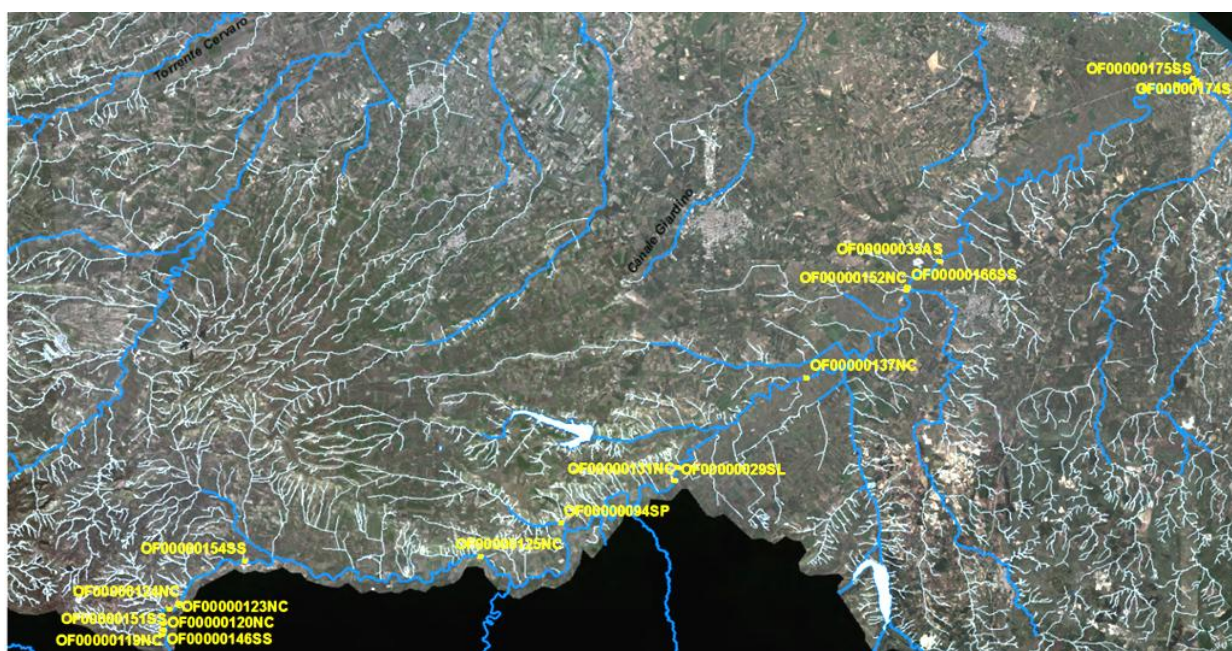 Torrente Cervaro
OF00000175SS
OF00000174S
Canale Giardino
OF00000035AS
OF00000152NC
OF00000166SS
OF00000137NC
OF00000131NC
OF00000029SL
OF00000094SP
OF00000125NC
OF00000154SS
OF00000124NC
OF00000123NC
OF00000151SS
OF00000120NC
OF00000119NC
OF00000146SS